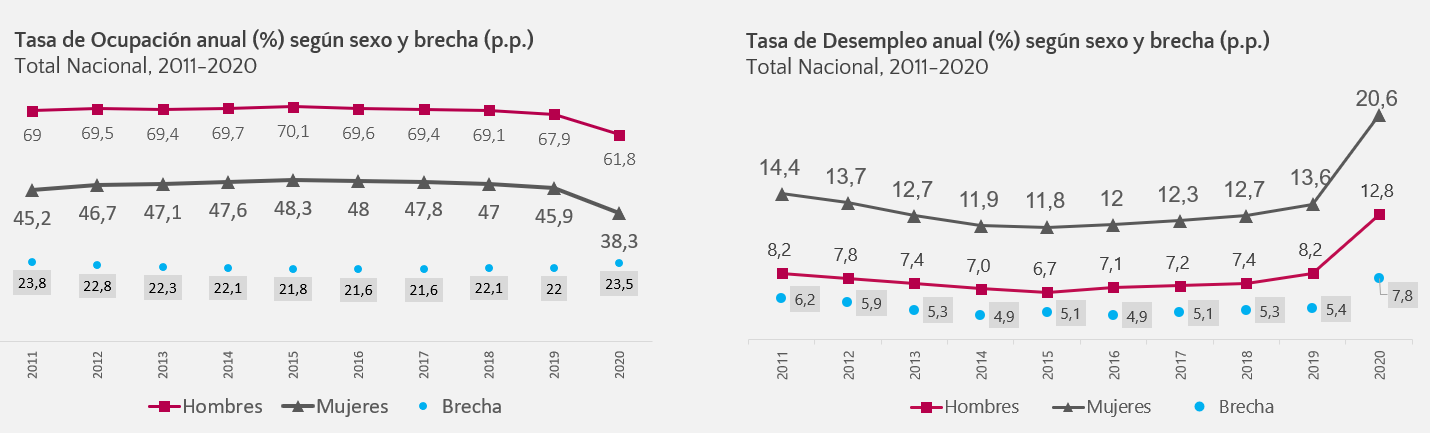 Tasa de Ocupación anual (%) según sexo y brecha (p.p.)
Total Nacional, 2011-2020
69 69,5 69,4 69,7 70,1 69,6 69,4 69,1 67,9 61,8
45,2 46,7 47,1 47,6 48,3 48 47,8 47 45,9 38,3
23,8 22,8 22,3 22,1 21,8 21,6 21,6 22,1 22 23,5
2011 2012 2013 2014 2015 2016 2017 2018 2019 2020
Hombres Mujeres Brecha
Tasa de Desempleo anual (%) según sexo y brecha (p.p.)
Total Nacional, 2011-2020
14,4 13,7 12,7 11,9 11,8 12 12,3 12,7 13,6 20,6
8,2 7,8 7,4 7,0 6,7 7,1 7,2 7,4 8,2 12,8
6,2 5,9 5,3 4,9 5,1 4,9 5,1 5,3 5,4 7,8
2011 2012 2013 2014 2015 2016 2017 2018 2019 2020
Hombres Mujeres Brecha